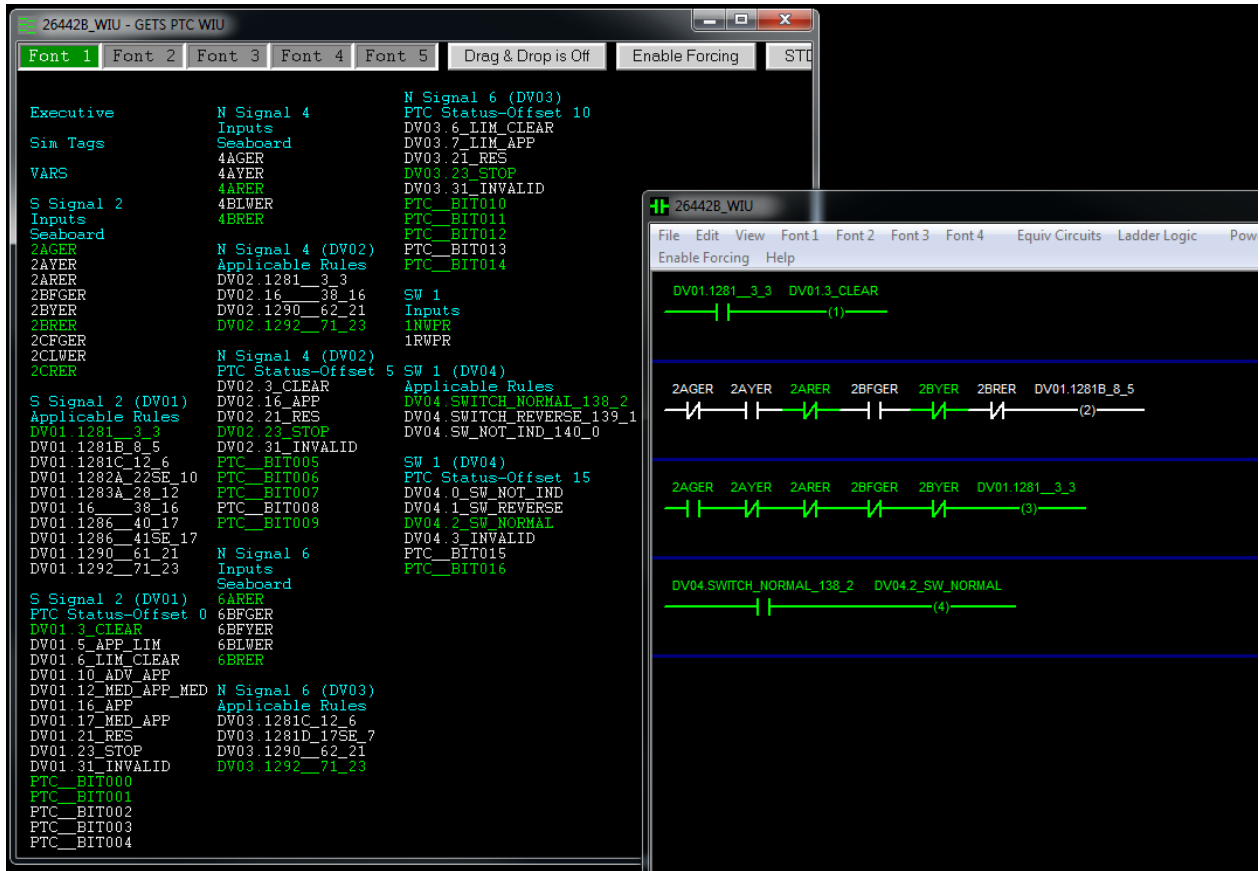 26442B_WIU - GETS PTC WIU
Font 1 Font 2 Font 3 Font 4 Font 5 Drag & Drop is Off Enable Forcing
Executive
Sim Tags
VARS
S Signal 2
Inputs
Seaboard
2AGER
2AYER
2ARER
2BFGER
2BYER
2BRER
2CFGER
2CLWER
2CRER
S Signal 2 (DV01)
Applicable Rules
DV01.1281__3_3
DV01.1281B_8_5
DV01.1281C_12_6
DV01.1282A_22SE_10
DV01.1283A_28_12
DV01.16____38_16
DV01.1286__40_17
DV01.1286__41SE_17
DV01.1290__61_21
DV01.1292__71_23
S Signal 2 (DV01)
PTC Status-Offset 0
DV01.3_CLEAR
DV01.5_APP_LIM
DV01.6_LIM_CLEAR
DV01.10_ADV_APP
DV01.12_MED_APP_MED
DV01.16_APP
DV01.17_MED_APP
DV01.21_RES
DV01.23_STOP
DV01.31_INVALID
PTC__BIT000
PTC__BIT001
PTC__BIT002
PTC__BIT003
PTC__BIT004
N Signal 4
Inputs
Seaboard
4AGER
4AYER
4ARER
4BLWER
4BRER
N Signal 4 (DV02)
Applicable Rules
DV02.1281__3_3
DV02.16____38_16
DV02.1290__62_21
DV02.1292__71_23
N Signal 4 (DV02)
PTC Status-Offset 5
DV02.3_CLEAR
DV02.16_APP
DV02.21_RES
DV02.23_STOP
DV02.31_INVALID
PTC__BIT005
PTC__BIT006
PTC__BIT007
PTC__BIT008
PTC__BIT009
N Signal 6
Inputs
Seaboard
6ARER
6BFGER
6BFYER
6BLWER
6BRER
N Signal 6 (DV03)
Applicable Rules
DV03.1281C_12_6
DV03.1281D_17SE_7
DV03.1290__62_21
DV03.1292__71_23
N Signal 6 (DV03)
PTC Status-Offset 10
DV03.6_LIM_CLEAR
DV03.7_LIM_APP
DV03.21_RES
DV03.23_STOP
DV03.31_INVALID
PTC__BIT010
PTC__BIT011
PTC__BIT012
PTC__BIT013
PTC__BIT014
SW 1
Inputs
1NWPR
1RWPR
SW 1 (DV04)
Applicable Rules
DV04.SWITCH_NORMAL_138_2
DV04.SWITCH_REVERSE_139_1
DV04.SW_NOT_IND_140_0
SW 1 (DV04)
PTC Status-Offset 15
DV04.0_SW_NOT_IND
DV04.1_SW_REVERSE
DV04.2_SW_NORMAL
DV04.3_INVALID
PTC__BIT015
PTC__BIT016
26442B_WIU
File Edit View Font1 Font2 Font3 Font4 Equiv Circuits Ladder Logic
Enable Forcing Help
DV01.1281__3_3 DV01.3_CLEAR
(1)
2AGER 2AYER 2ARER 2BFGER 2BYER 2BRER DV01.1281B_8_5
(2)
2AGER 2AYER 2ARER 2BFGER 2BYER DV01.1281__3_3
(3)
DV04.SWITCH_NORMAL_138_2 DV04.2_SW_NORMAL
(4)